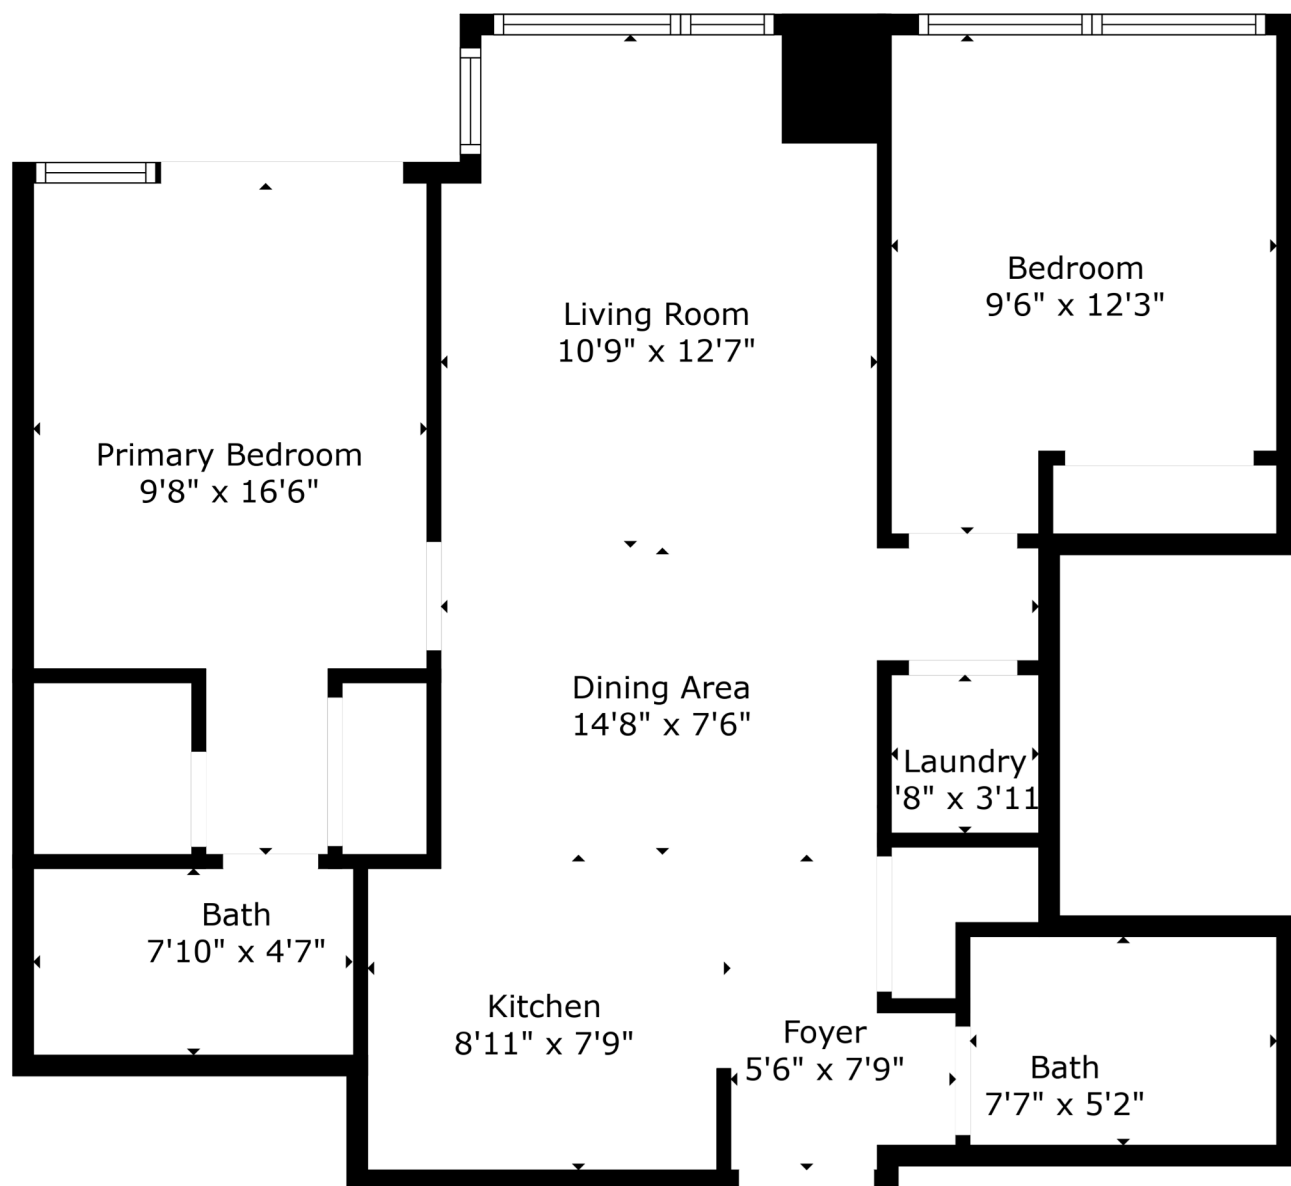 Bedroom
9'6" x 12'3"
Living Room
10'9" x 12'7"
Primary Bedroom
9'8" x 16'6"
Dining Area
14'8" x 7'6"
Laundry
'8" x 3'11
Bath
7'10" x 4'7"
Kitchen
8'11" x 7'9"
Foyer
5'6" x 7'9"
Bath
7'7" x 5'2"